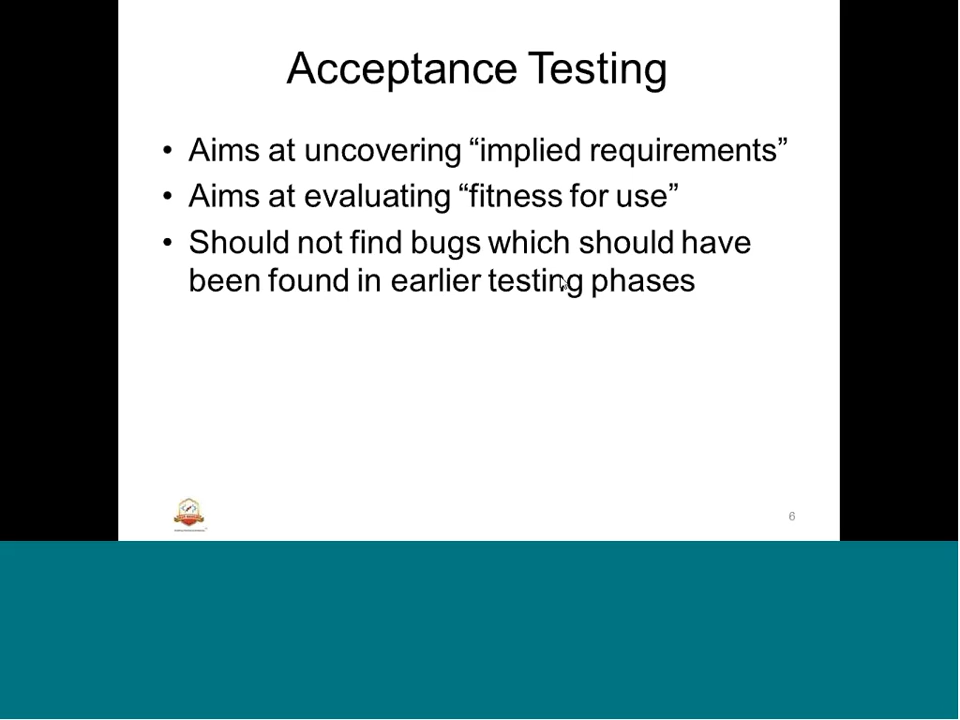 Acceptance Testing
• Aims at uncovering “implied requirements”
• Aims at evaluating “fitness for use”
• Should not find bugs which should have
been found in earlier testing phases
6